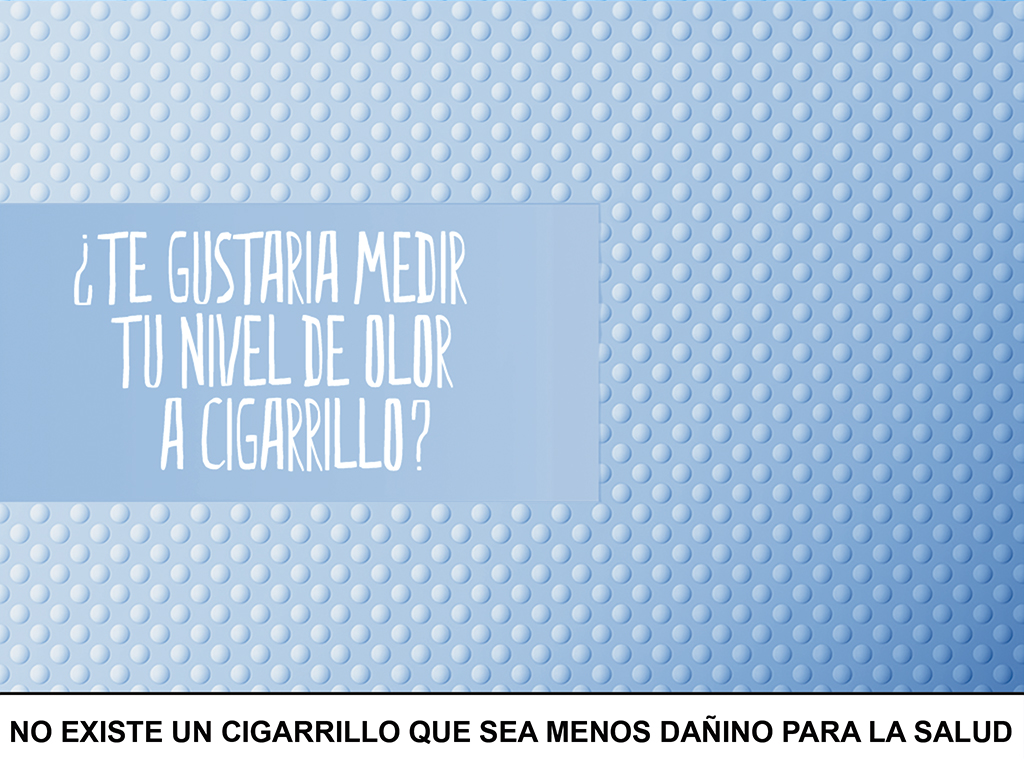 ¿TE GUSTARIA MEDIR
TU NIVEL DE OLOR
A CIGARRILLO?
NO EXISTE UN CIGARRILLO QUE SEA MENOS DAÑINO PARA LA SALUD